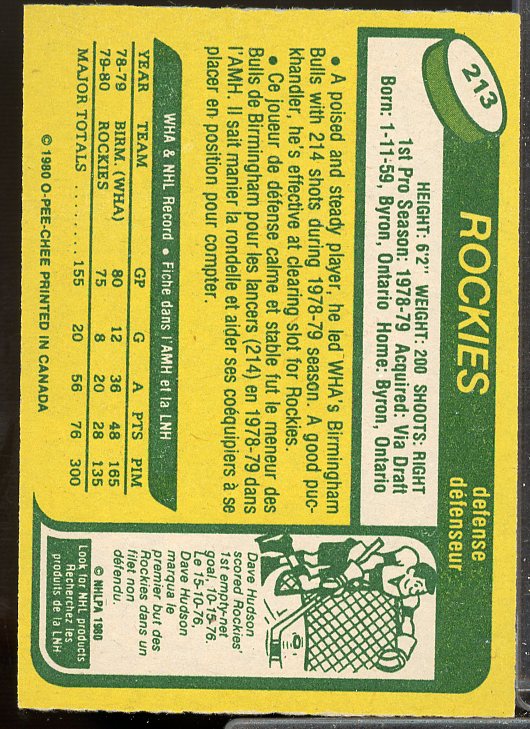 213
ROCKIES
defense
défenseur
HEIGHT: 6'2" WEIGHT: 200 SHOOTS: RIGHT
1st Pro Season: 1978-79 Acquired: Via Draft
Born: 1-11-59, Byron, Ontario Home: Byron, Ontario
• A poised and steady player, he led WHA's Birmingham
Bulls with 214 shots during 1978-79 season. A good puc-
khandler, he's effective at clearing slot for Rockies.
• Ce joueur de défense calme et stable fut le meneur des
Bulls de Birmingham pour les lancers (214) en 1978-79 dans
l'AMH. Il sait manier la rondelle et aider ses coéquipiers à se
placer en position pour compter.
WHA & NHL Record • Fiche dans l'AMH et la LNH
YEAR TEAM GP G A PTS PIM
78-79 BIRM. (WHA) 80 12 36 48 165
79-80 ROCKIES 75 8 20 28 135
MAJOR TOTALS ........ 155 20 56 76 300
© 1980 O-PEE-CHEE PRINTED IN CANADA
Dave Hudson
scored Rockies'
1st empty-net
goal, 10-15-76.
Le 15-10-76,
Dave Hudson
marqua le
premier but des
Rockies dans un
filet non
défendu.
© NHLPA 1980
Look for NHL products
Recherchez les
produits de la LNH